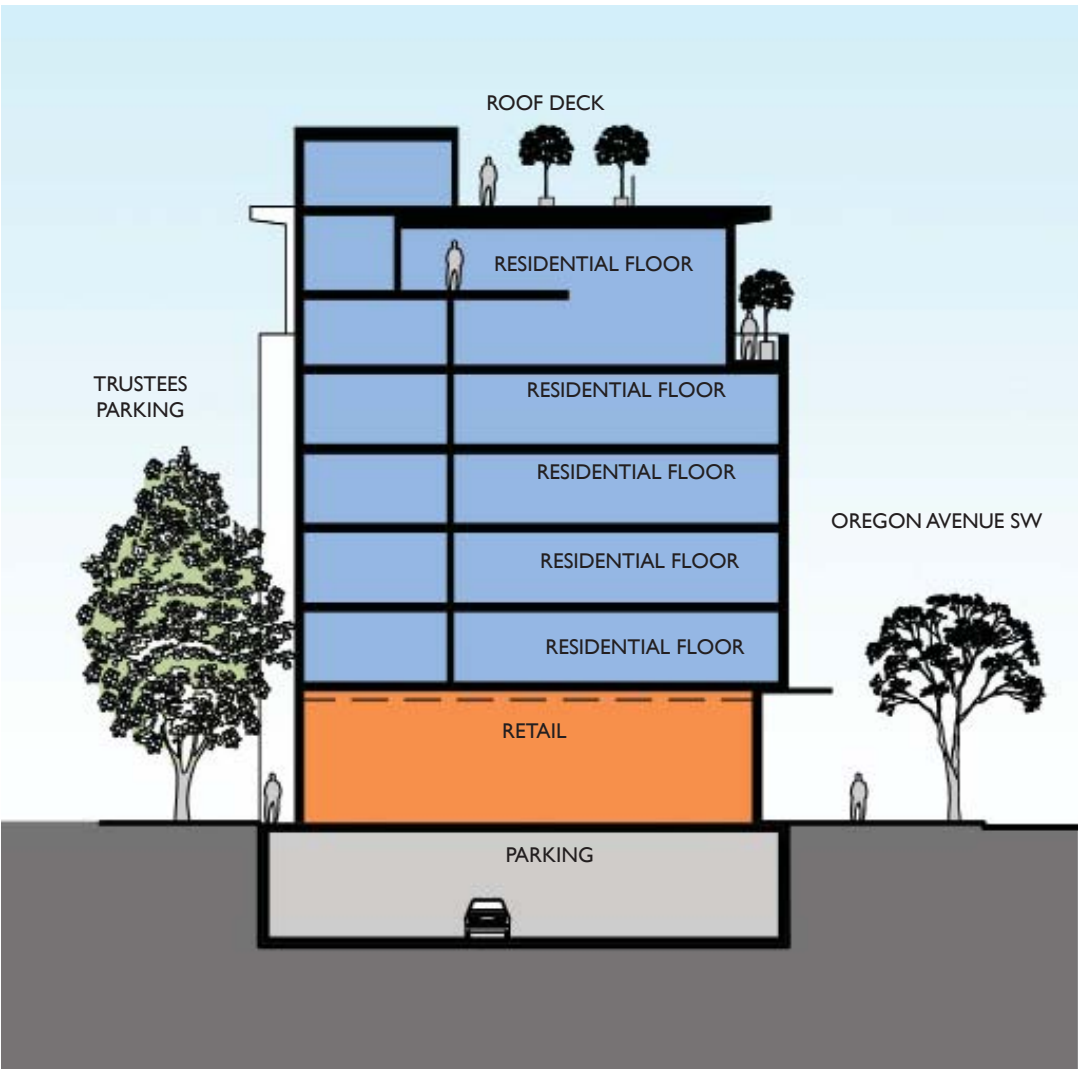 ROOF DECK
RESIDENTIAL FLOOR
TRUSTEES
PARKING
RESIDENTIAL FLOOR
RESIDENTIAL FLOOR
OREGON AVENUE SW
RESIDENTIAL FLOOR
RESIDENTIAL FLOOR
RETAIL
PARKING